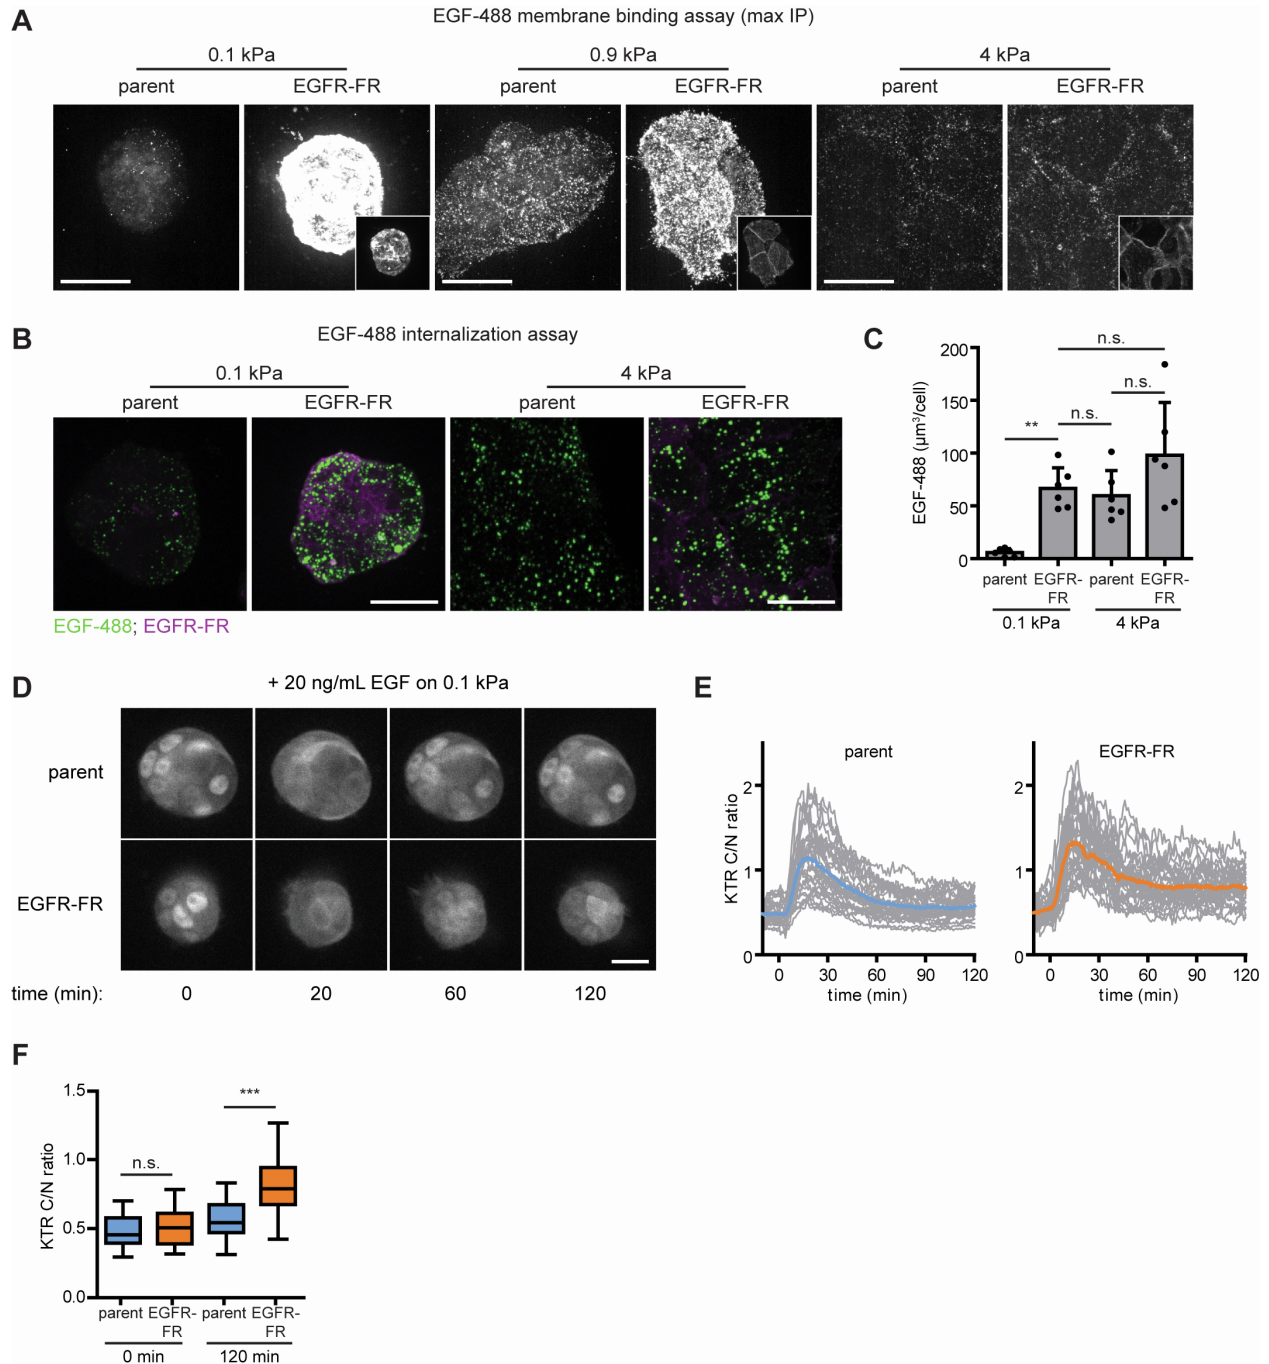 A
EGF-488 membrane binding assay (max IP)
0.1 kPa 0.9 kPa 4 kPa
parent EGFR-FR parent EGFR-FR parent EGFR-FR
B
EGF-488 internalization assay
0.1 kPa 4 kPa
parent EGFR-FR parent EGFR-FR
EGF-488; EGFR-FR
C
EGF-488 (µm³/cell)
200
150
100
50
0
n.s.
n.s.
** n.s.
parent EGFR-FR parent EGFR-FR
0.1 kPa 4 kPa
D
+ 20 ng/mL EGF on 0.1 kPa
parent
EGFR-FR
time (min): 0 20 60 120
E
parent EGFR-FR
KTR C/N ratio
2
1
0
0 30 60 90 120
time (min)
2
1
0
0 30 60 90 120
time (min)
F
KTR C/N ratio
1.5
1.0
0.5
0.0
***
n.s.
parent EGFR-FR parent EGFR-FR
0 min 120 min